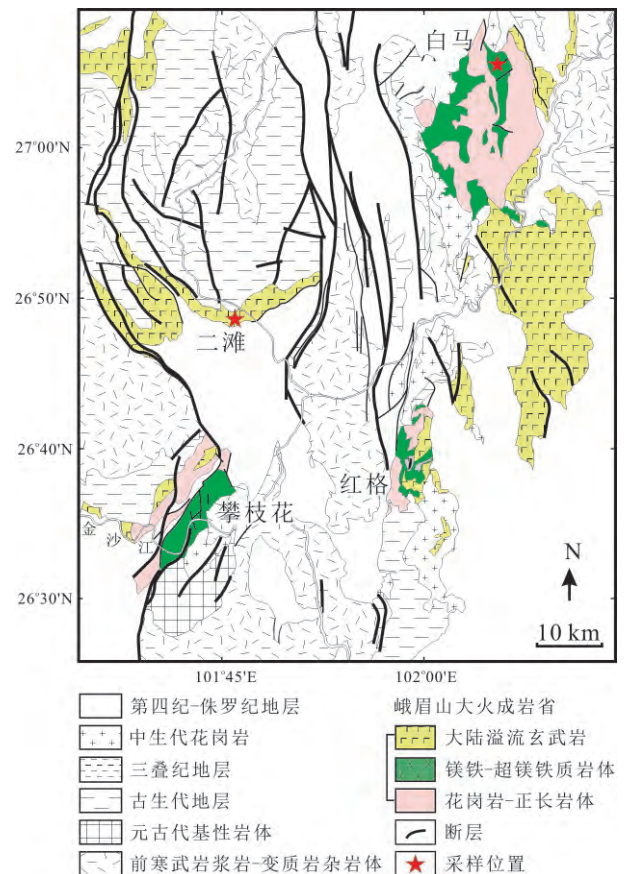 白马
27°00′N
26°50′N
二滩
26°40′N
红格
攀枝花
金沙江
N
26°30′N
10 km
101°45′E
102°00′E
第四纪-侏罗纪地层
峨眉山大火成岩省
中生代花岗岩
大陆溢流玄武岩
三叠纪地层
镁铁-超镁铁质岩体
古生代地层
花岗岩-正长岩体
元古代基性岩体
断层
前寒武岩浆岩-变质岩杂岩体
采样位置